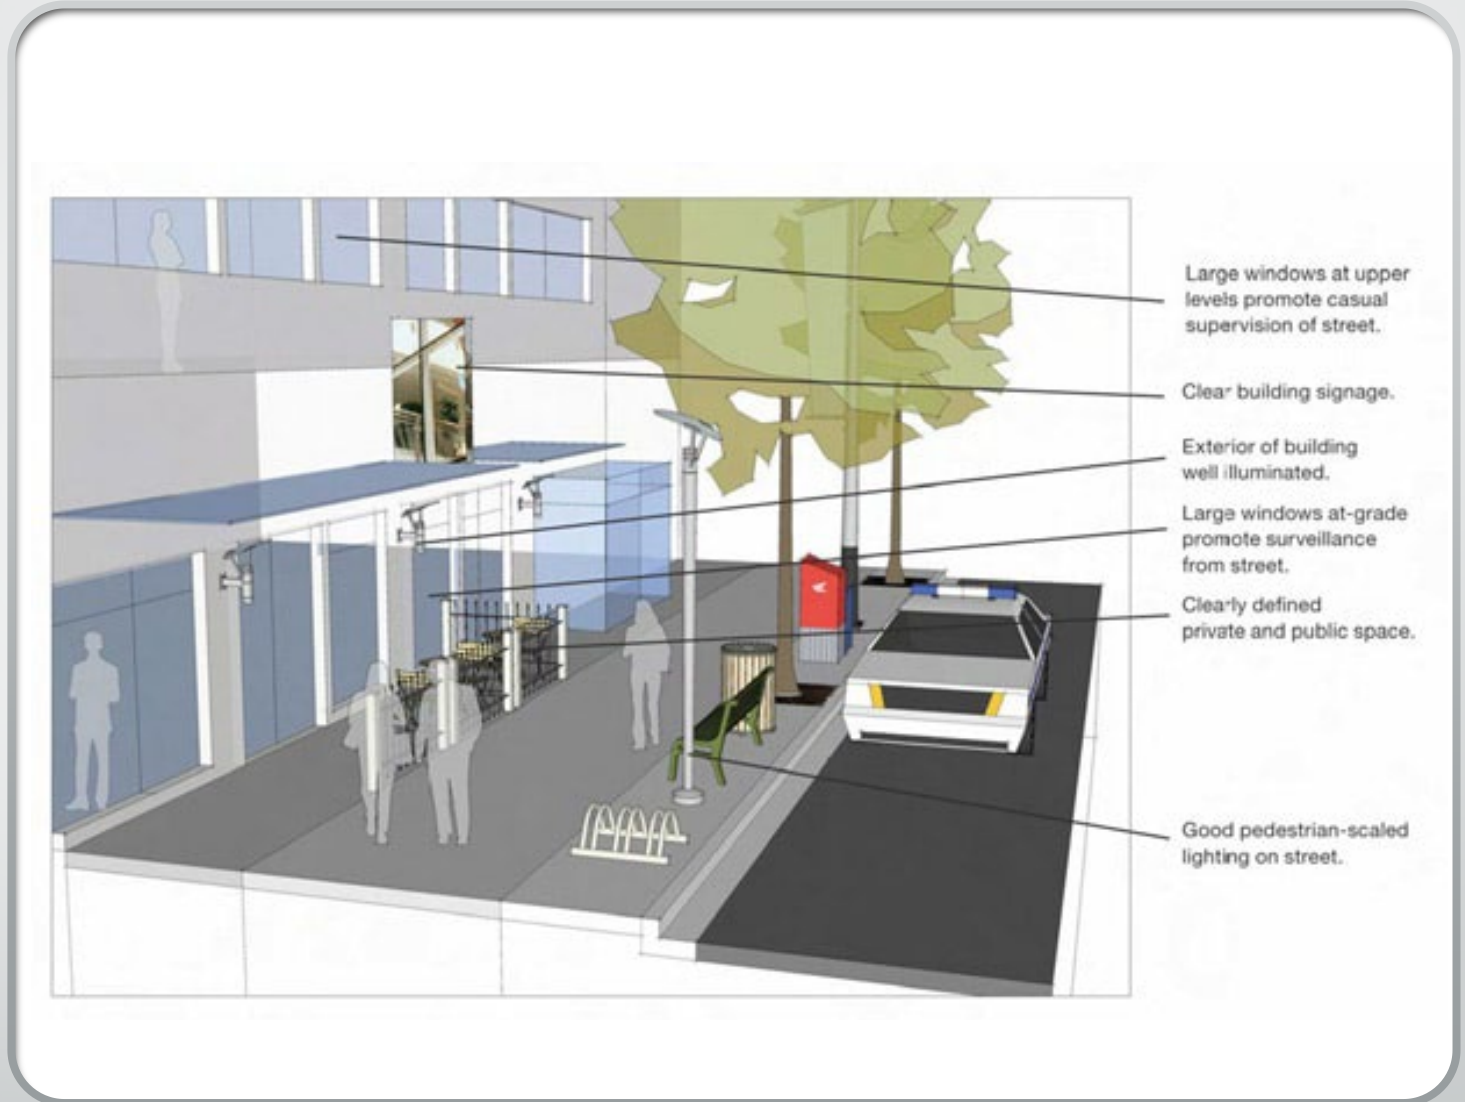 Large windows at upper
levels promote casual
supervision of street.
Clear building signage.
Exterior of building
well illuminated.
Large windows at-grade
promote surveillance
from street.
Clearly defined
private and public space.
Good pedestrian-scaled
lighting on street.